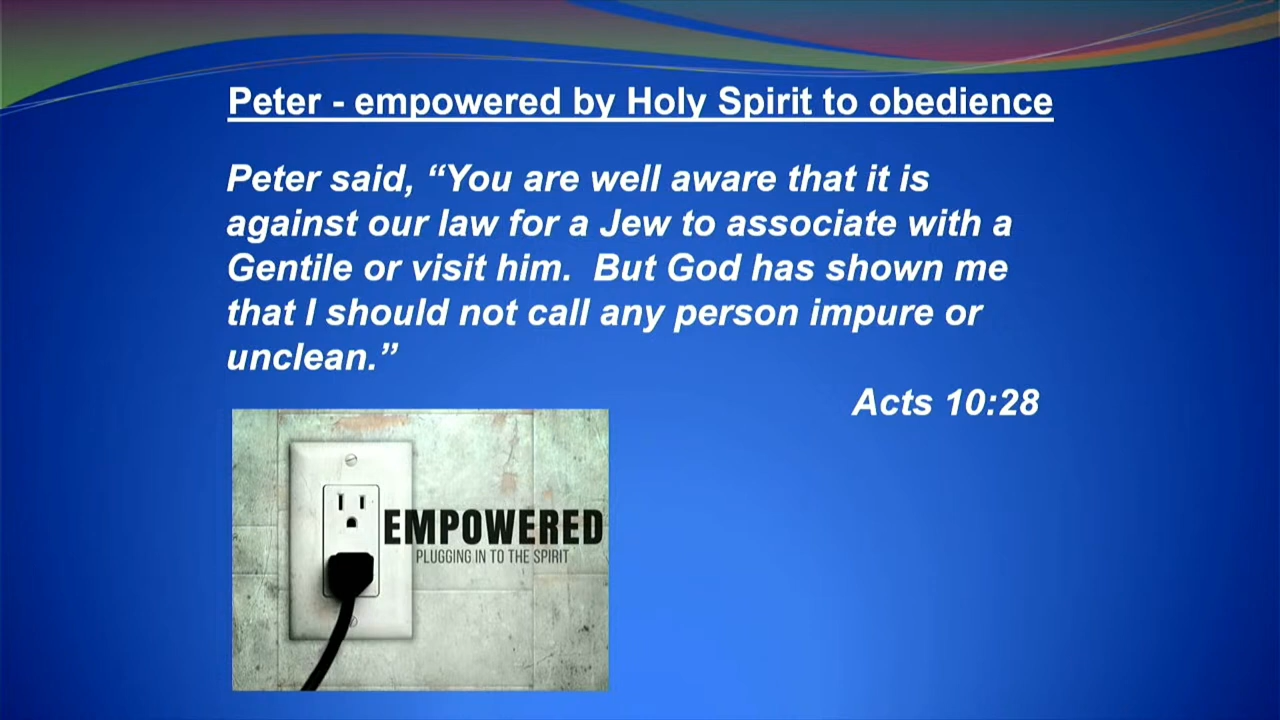 Peter - empowered by Holy Spirit to obedience
Peter said, “You are well aware that it is
against our law for a Jew to associate with a
Gentile or visit him.  But God has shown me
that I should not call any person impure or
unclean.”
Acts 10:28
EMPOWERED
PLUGGING IN TO THE SPIRIT